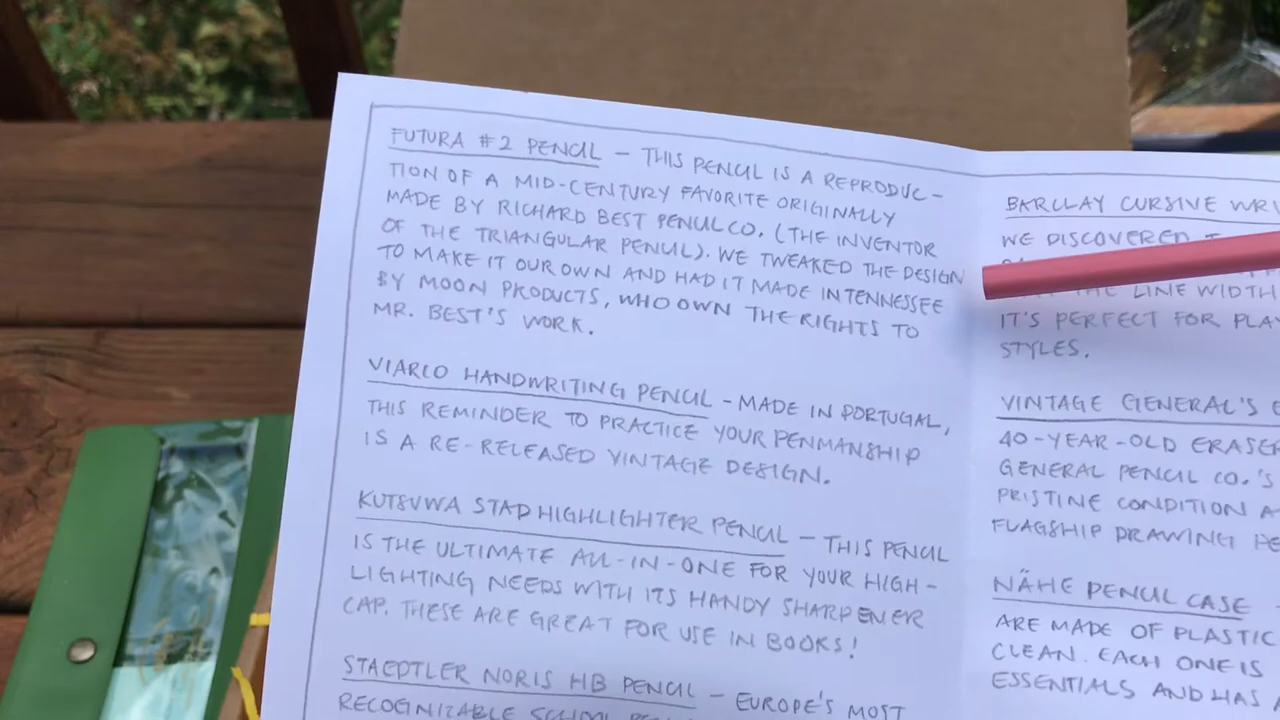 FUTURA #2 PENCIL - THIS PENCIL IS A REPRODUC-
TION OF A MID-CENTURY FAVORITE ORIGINALLY
MADE BY RICHARD BEST PENCIL CO. (THE INVENTOR
OF THE TRIANGULAR PENCIL). WE TWEAKED THE DESIGN
TO MAKE IT OUR OWN AND HAD IT MADE IN TENNESSEE
BY MOON PRODUCTS, WHO OWN THE RIGHTS TO
MR. BEST'S WORK.
VIARCO HANDWRITING PENCIL - MADE IN PORTUGAL,
THIS REMINDER TO PRACTICE YOUR PENMANSHIP
IS A RE-RELEASED VINTAGE DESIGN.
KUTSUWA STAD HIGHLIGHTER PENCIL - THIS PENCIL
IS THE ULTIMATE ALL-IN-ONE FOR YOUR HIGH-
LIGHTING NEEDS WITH ITS HANDY SHARPENER
CAP. THESE ARE GREAT FOR USE IN BOOKS!
STAEDTLER NORIS HB PENCIL - EUROPE'S MOST
RECOGNIZABLE SCHOOL
BARCLAY CURSIVE
WE DISCOVERED
THE LINE WIDTH
IT'S PERFECT FOR
STYLES.
VINTAGE GENERAL'S
40-YEAR-OLD
GENERAL PENCIL CO.'S
PRISTINE CONDITION
FLAGSHIP DRAWING
NÄHE PENCIL CASE
ARE MADE OF PLASTIC
CLEAN. EACH ONE IS
ESSENTIALS AND HAS